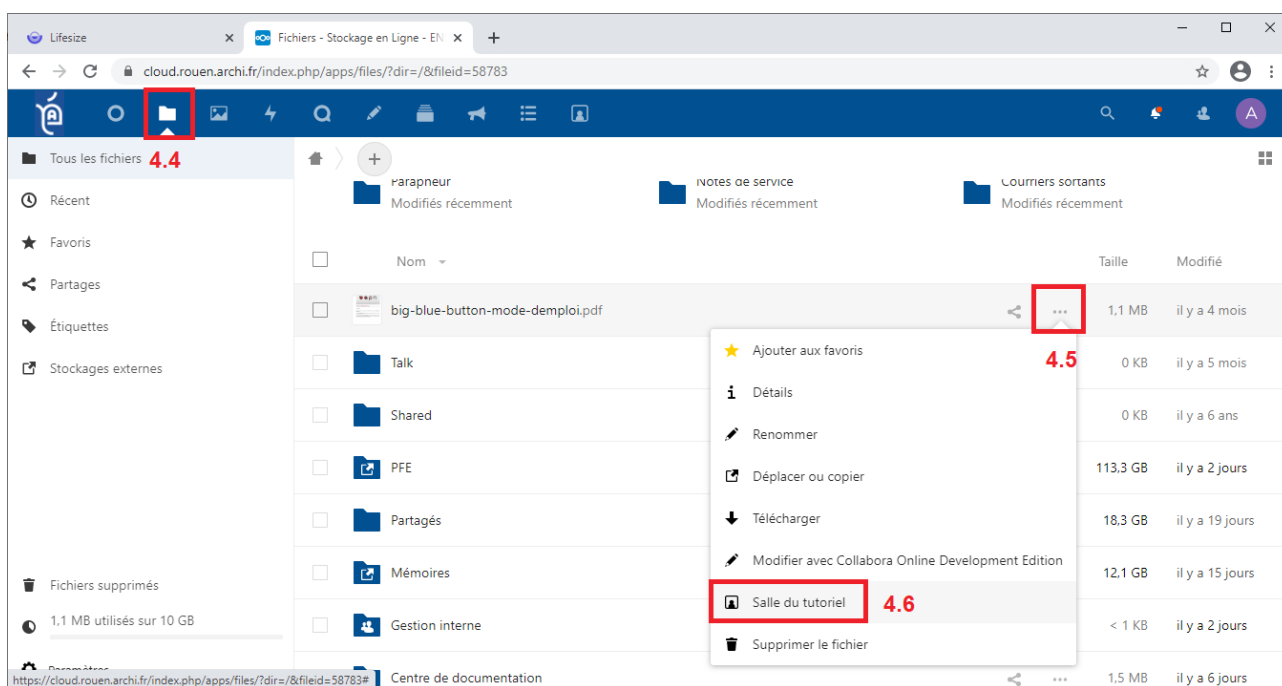 Lifesize
Fichiers - Stockage en Ligne - EN
cloud.rouen.archi.fr/index.php/apps/files/?dir=/&fileid=58783
A
Tous les fichiers 4.4
Récent
Favoris
Partages
Étiquettes
Stockages externes
Fichiers supprimés
1,1 MB utilisés sur 10 GB
Paramètres
https://cloud.rouen.archi.fr/index.php/apps/files/?dir=/&fileid=58783#
Parapheur
Modifiés récemment
Notes de service
Modifiés récemment
Courriers sortants
Modifiés récemment
Nom Taille Modifié
big-blue-button-mode-demploi.pdf 1,1 MB il y a 4 mois
4.5
Talk 0 KB il y a 5 mois
Shared 0 KB il y a 6 ans
PFE 113,3 GB il y a 2 jours
Partagés 18,3 GB il y a 19 jours
Mémoires 12,1 GB il y a 15 jours
Gestion interne < 1 KB il y a 2 jours
Centre de documentation 1,5 MB il y a 6 jours
Ajouter aux favoris
Détails
Renommer
Déplacer ou copier
Télécharger
Modifier avec Collabora Online Development Edition
Salle du tutoriel 4.6
Supprimer le fichier